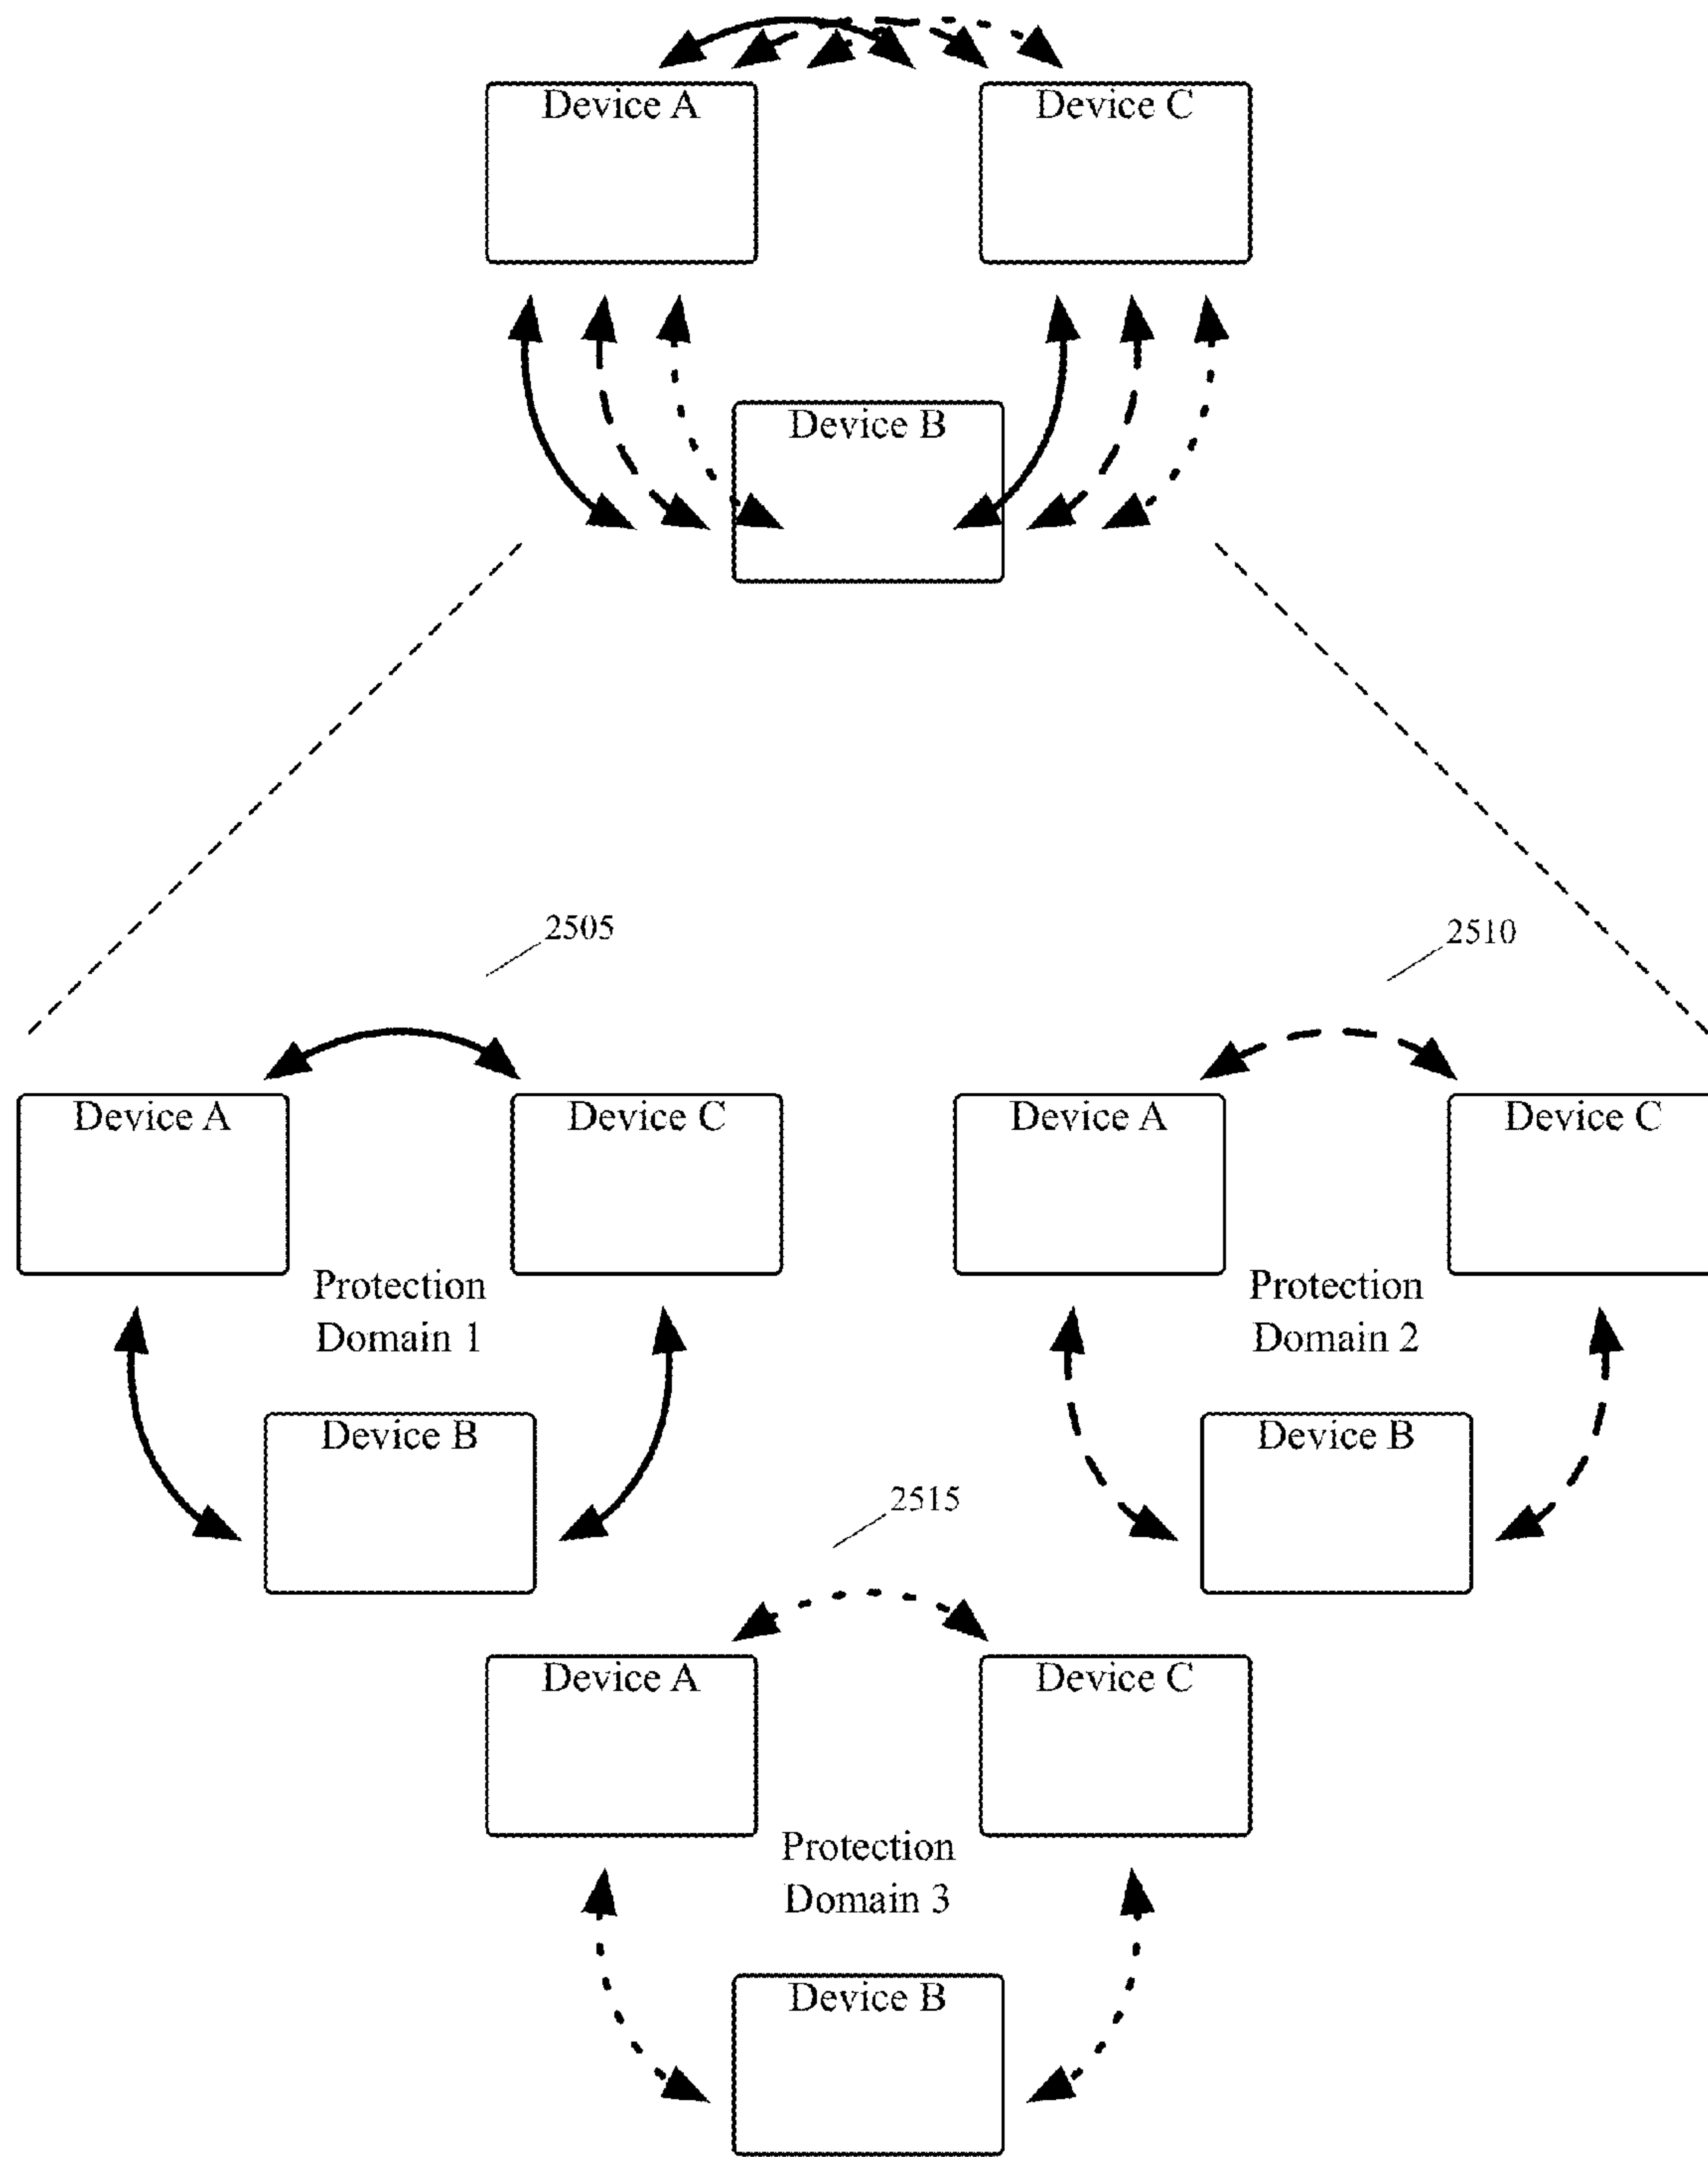 Device A
Device C
Device B
2505
2510
Device A
Device C
Device A
Device C
Protection
Domain 1
Protection
Domain 2
Device B
Device B
2515
Device A
Device C
Protection
Domain 3
Device B